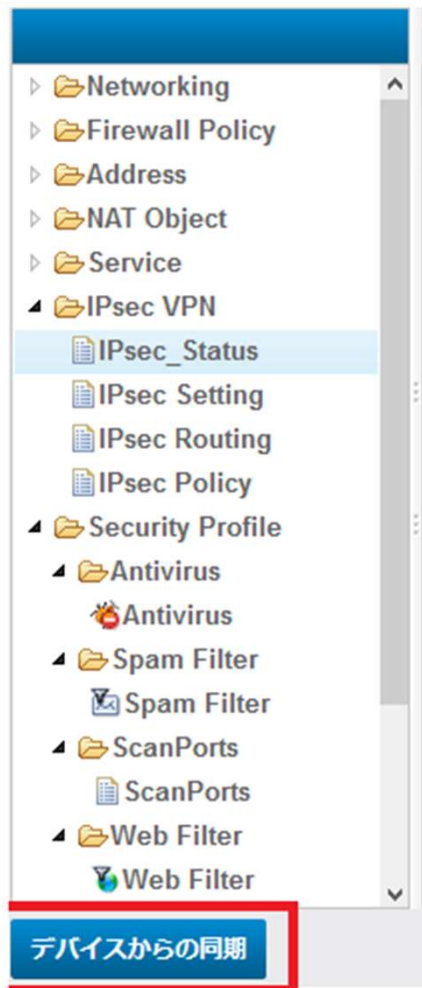 Networking
Firewall Policy
Address
NAT Object
Service
IPsec VPN
IPsec_Status
IPsec Setting
IPsec Routing
IPsec Policy
Security Profile
Antivirus
Antivirus
Spam Filter
Spam Filter
ScanPorts
ScanPorts
Web Filter
Web Filter
デバイスからの同期